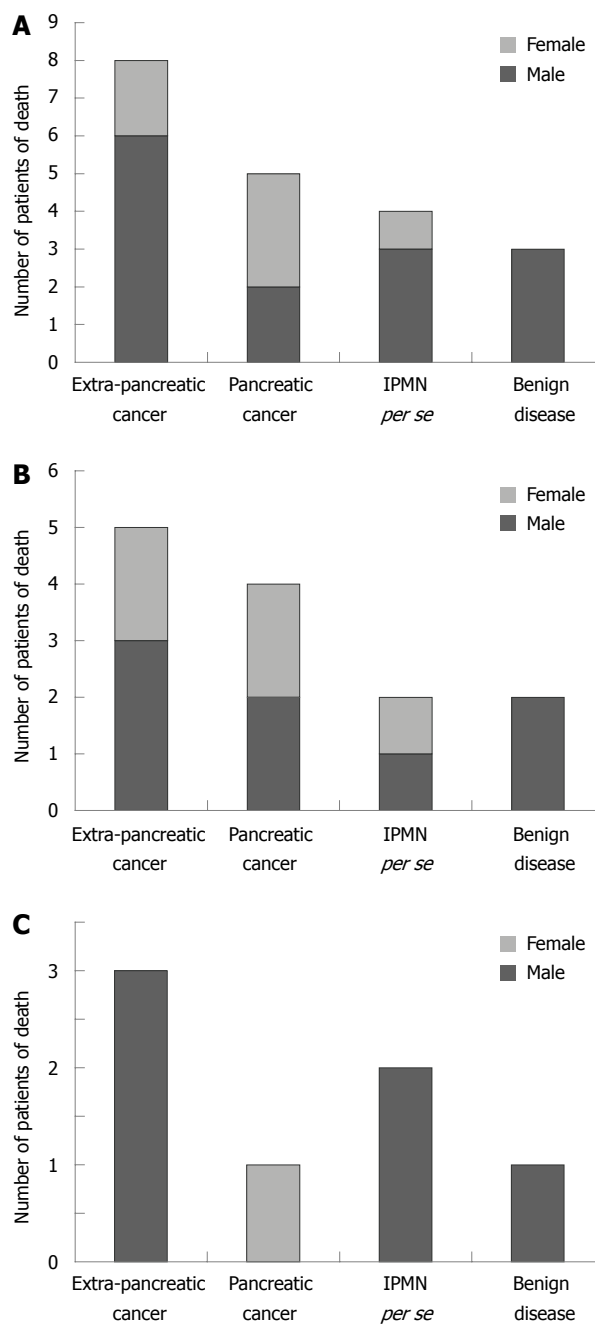 A
Number of patients of death
9
8
7
6
5
4
3
2
1
0
Female
Male
Extra-pancreatic
cancer
Pancreatic
cancer
IPMN
per se
Benign
disease
B
Number of patients of death
6
5
4
3
2
1
0
Female
Male
Extra-pancreatic
cancer
Pancreatic
cancer
IPMN
per se
Benign
disease
C
Number of patients of death
3
2
1
0
Female
Male
Extra-pancreatic
cancer
Pancreatic
cancer
IPMN
per se
Benign
disease